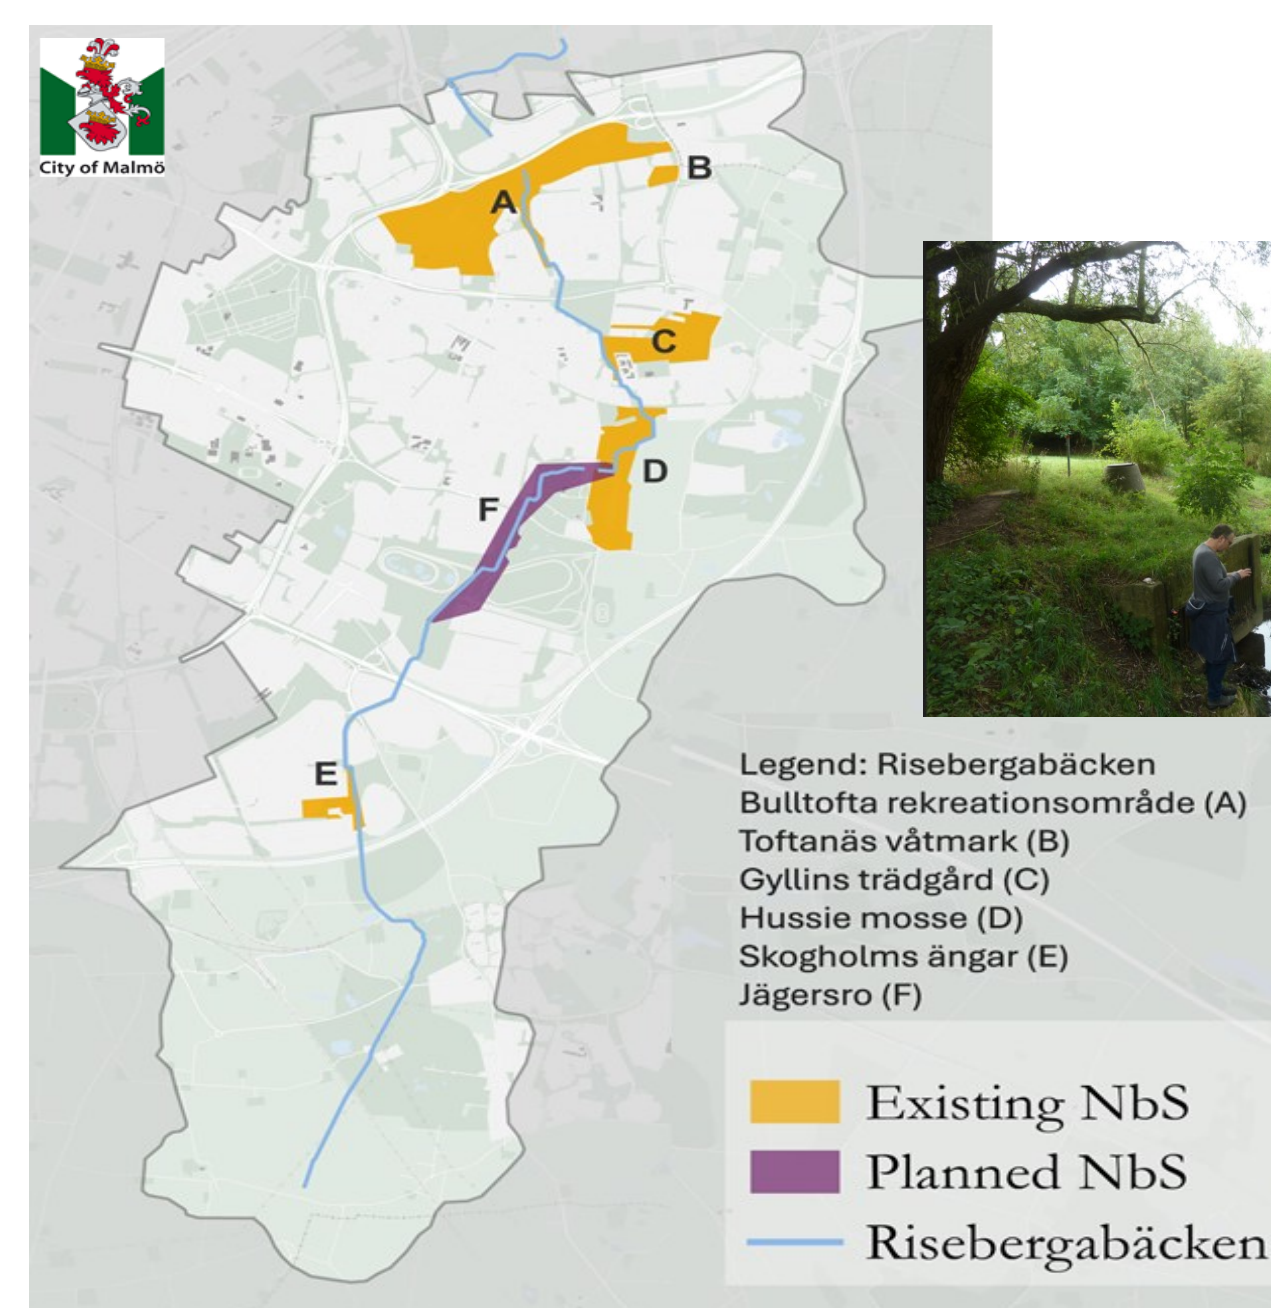 City of Malmö
B
A
C
D
F
E
Legend: Risebergabäcken
Bulltofta rekreationsområde (A)
Toftanäs våtmark (B)
Gyllins trädgård (C)
Hussie mosse (D)
Skogholms ängar (E)
Jägersro (F)
Existing NbS
Planned NbS
Risebergabäcken